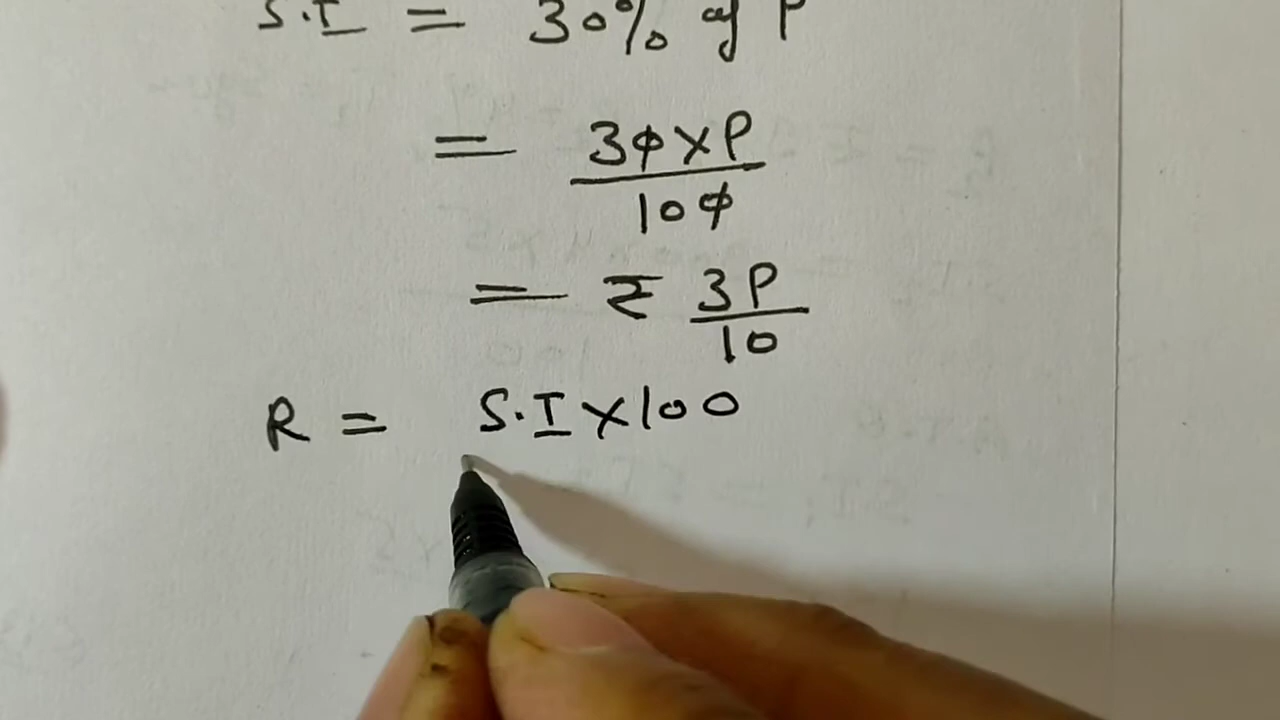 S.I = 30% of P
= 30 X P
100
= ₹ 3P
10
R = S.I X 100